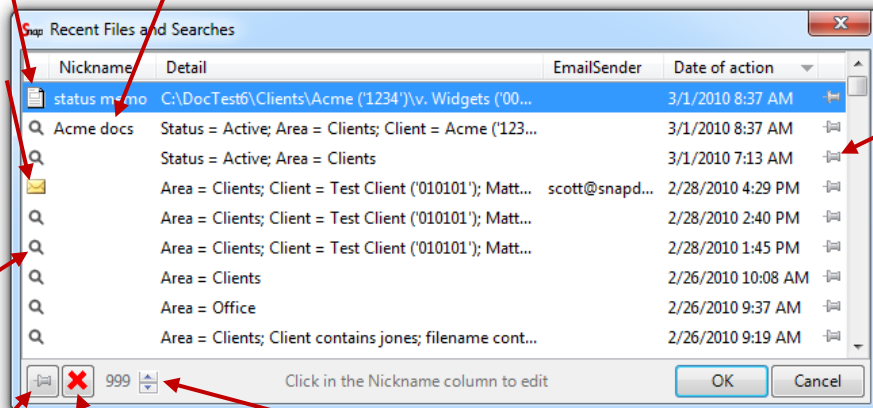 Snap Recent Files and Searches
Nickname Detail EmailSender Date of action
status memo C:\DocTest6\Clients\Acme ('1234')\v. Widgets ('00... 3/1/2010 8:37 AM
Acme docs Status = Active; Area = Clients; Client = Acme ('123... 3/1/2010 8:37 AM
Status = Active; Area = Clients 3/1/2010 7:13 AM
Area = Clients; Client = Test Client ('010101'); Matt... scott@snapd... 2/28/2010 4:29 PM
Area = Clients; Client = Test Client ('010101'); Matt... 2/28/2010 2:40 PM
Area = Clients; Client = Test Client ('010101'); Matt... 2/28/2010 1:45 PM
Area = Clients 2/26/2010 10:08 AM
Area = Office 2/26/2010 9:37 AM
Area = Clients; Client contains jones; filename cont... 2/26/2010 9:19 AM
999 Click in the Nickname column to edit OK Cancel